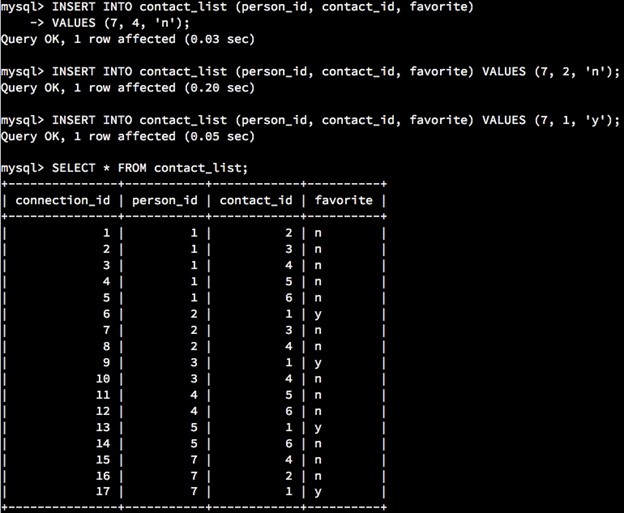 mysql> INSERT INTO contact_list (person_id, contact_id, favorite)
    -> VALUES (7, 4, 'n');
Query OK, 1 row affected (0.03 sec)

mysql> INSERT INTO contact_list (person_id, contact_id, favorite) VALUES (7, 2, 'n');
Query OK, 1 row affected (0.20 sec)

mysql> INSERT INTO contact_list (person_id, contact_id, favorite) VALUES (7, 1, 'y');
Query OK, 1 row affected (0.05 sec)

mysql> SELECT * FROM contact_list;
+---------------+-----------+------------+----------+
| connection_id | person_id | contact_id | favorite |
+---------------+-----------+------------+----------+
|             1 |         1 |          2 | n        |
|             2 |         1 |          3 | n        |
|             3 |         1 |          4 | n        |
|             4 |         1 |          5 | n        |
|             5 |         1 |          6 | n        |
|             6 |         2 |          1 | y        |
|             7 |         2 |          3 | n        |
|             8 |         2 |          4 | n        |
|             9 |         3 |          1 | y        |
|            10 |         3 |          4 | n        |
|            11 |         4 |          5 | n        |
|            12 |         4 |          6 | n        |
|            13 |         5 |          1 | y        |
|            14 |         5 |          6 | n        |
|            15 |         7 |          4 | n        |
|            16 |         7 |          2 | n        |
|            17 |         7 |          1 | y        |
+---------------+-----------+------------+----------+